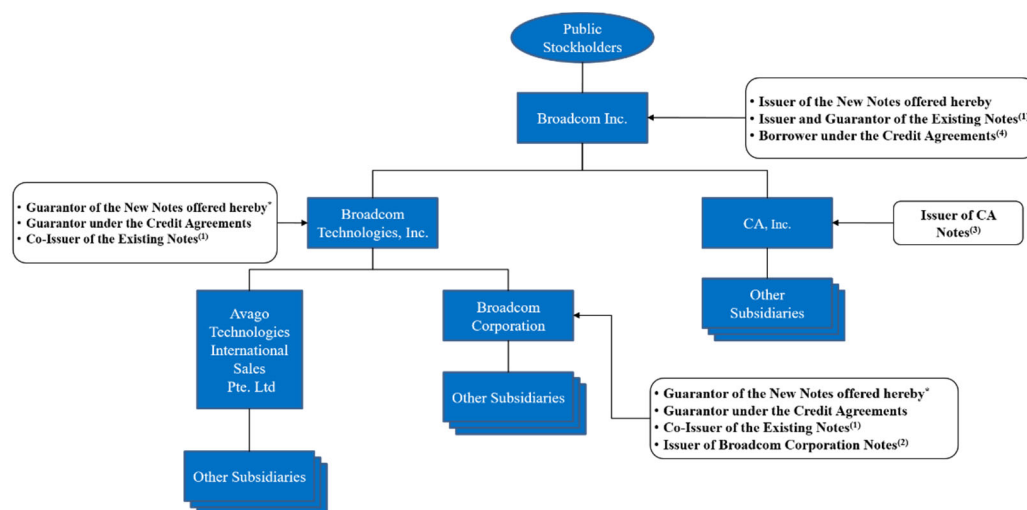 Public
Stockholders
Broadcom Inc.
• Issuer of the New Notes offered hereby
• Issuer and Guarantor of the Existing Notes(1)
• Borrower under the Credit Agreements(4)
• Guarantor of the New Notes offered hereby*
• Guarantor under the Credit Agreements
• Co-Issuer of the Existing Notes(1)
Broadcom
Technologies, Inc.
CA, Inc.
Issuer of CA
Notes(3)
Avago
Technologies
International
Sales
Pte. Ltd
Broadcom
Corporation
Other
Subsidiaries
Other Subsidiaries
• Guarantor of the New Notes offered hereby*
• Guarantor under the Credit Agreements
• Co-Issuer of the Existing Notes(1)
• Issuer of Broadcom Corporation Notes(2)
Other Subsidiaries